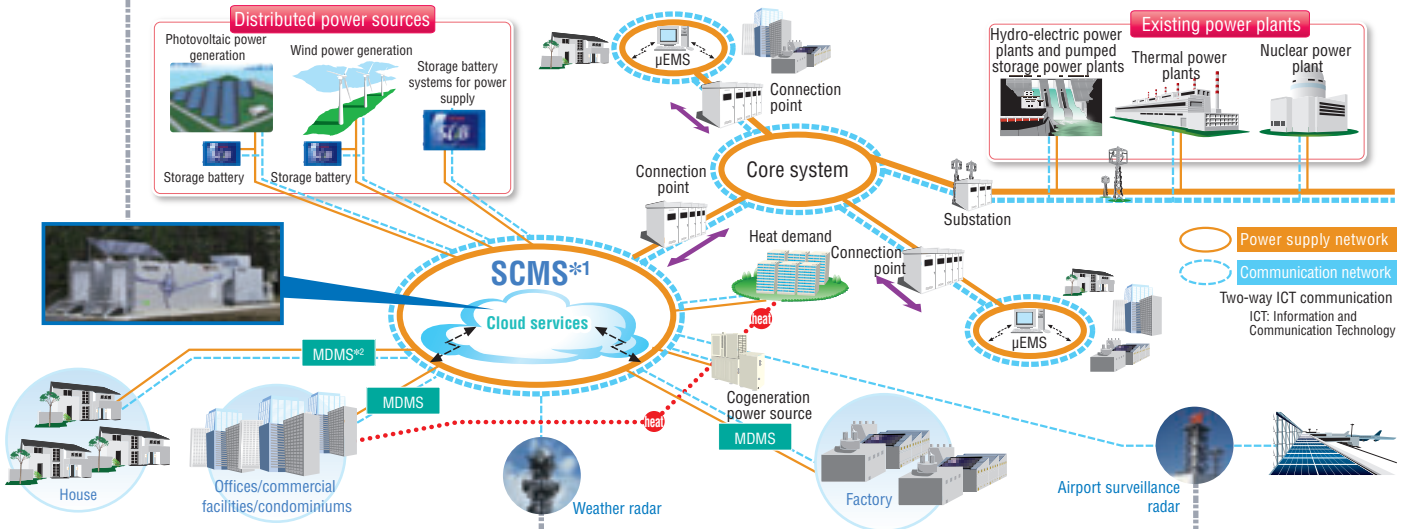 Distributed power sources
Photovoltaic power
generation
Wind power generation
Storage battery
systems for power
supply
Storage battery
Storage battery
μEMS
Connection
point
Existing power plants
Hydro-electric power
plants and pumped
storage power plants
Thermal power
plants
Nuclear power
plant
Core system
Connection
point
Substation
Heat demand
Connection
point
Power supply network
Communication network
Two-way ICT communication
ICT: Information and
Communication Technology
SCMS*1
Cloud services
heat
μEMS
MDMS*2
MDMS
Cogeneration
power source
heat
MDMS
House
Offices/commercial
facilities/condominiums
Weather radar
Factory
Airport surveillance
radar